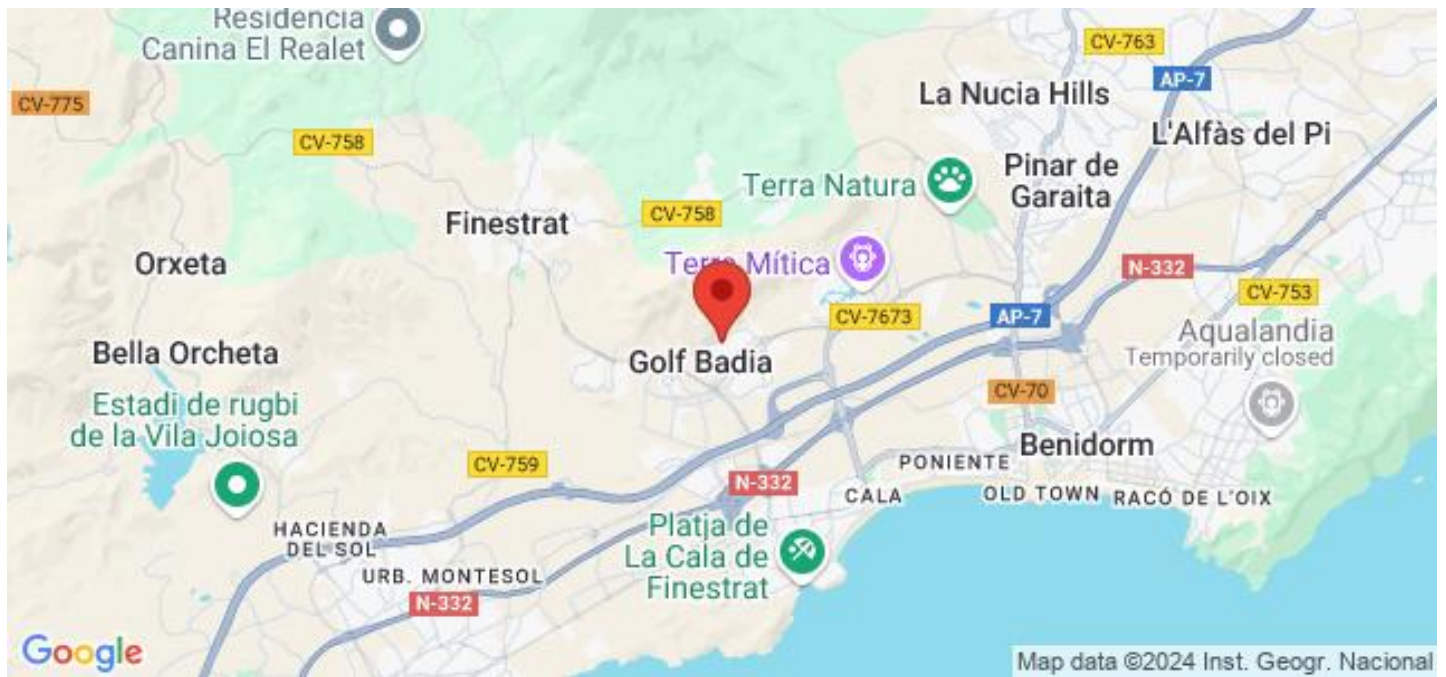 Residencia
Canina El Realet
CV-775
CV-758
CV-763
AP-7
La Nucia Hills
L'Alfàs del Pi
Pinar de
Garaita
Terra Natura
Finestrat
CV-758
Orxeta
Terra Mítica
N-332
CV-753
CV-7673
AP-7
Aqualandia
Temporarily closed
Bella Orcheta
Golf Badia
Estadi de rugbi
de la Vila Joiosa
CV-70
Benidorm
CV-759
PONIENTE
N-332
CALA
OLD TOWN
RACÓ DE L'OIX
HACIENDA
DEL SOL
Platja de
La Cala de
Finestrat
URB. MONTESOL
N-332
Google
Map data ©2024 Inst. Geogr. Nacional